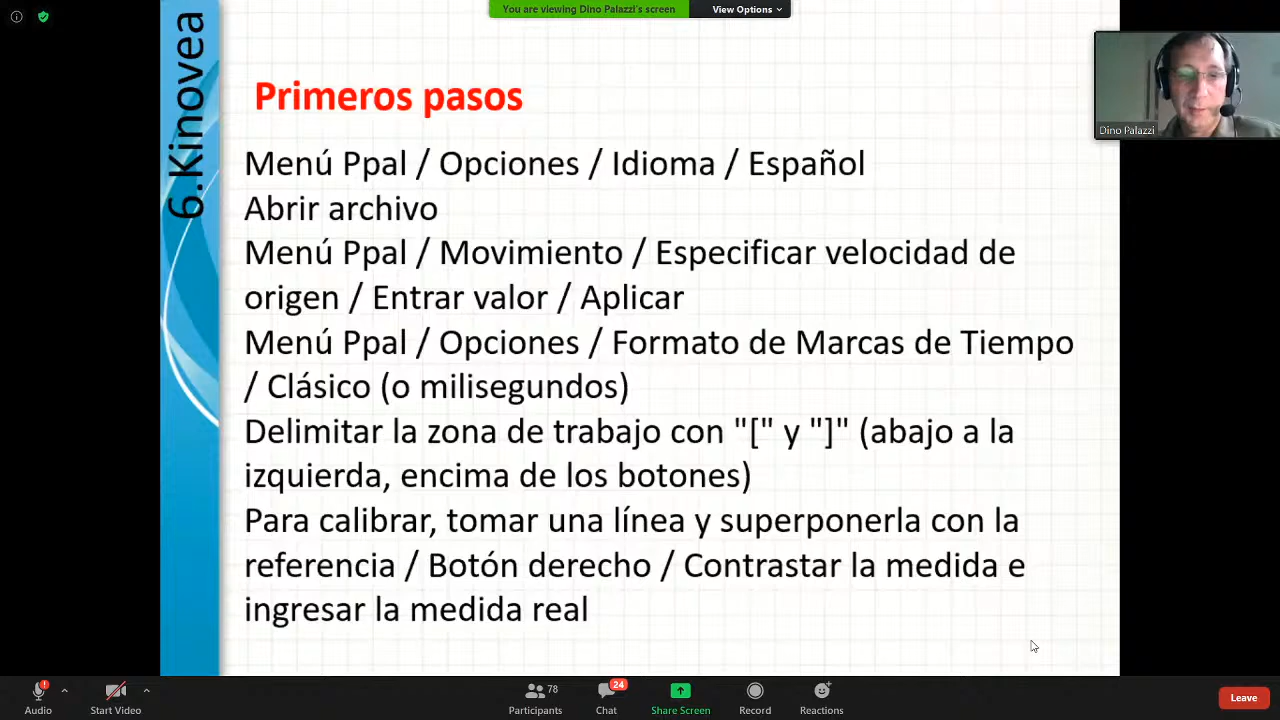 You are viewing Dino Palazzi's screen
View Options
6.Kinovea
Primeros pasos
Dino Palazzi
Menú Ppal / Opciones / Idioma / Español
Abrir archivo
Menú Ppal / Movimiento / Especificar velocidad de
origen / Entrar valor / Aplicar
Menú Ppal / Opciones / Formato de Marcas de Tiempo
/ Clásico (o milisegundos)
Delimitar la zona de trabajo con "[" y "]" (abajo a la
izquierda, encima de los botones)
Para calibrar, tomar una línea y superponerla con la
referencia / Botón derecho / Contrastar la medida e
ingresar la medida real
78
24
Audio
Start Video
Participants
Chat
Share Screen
Record
Reactions
Leave